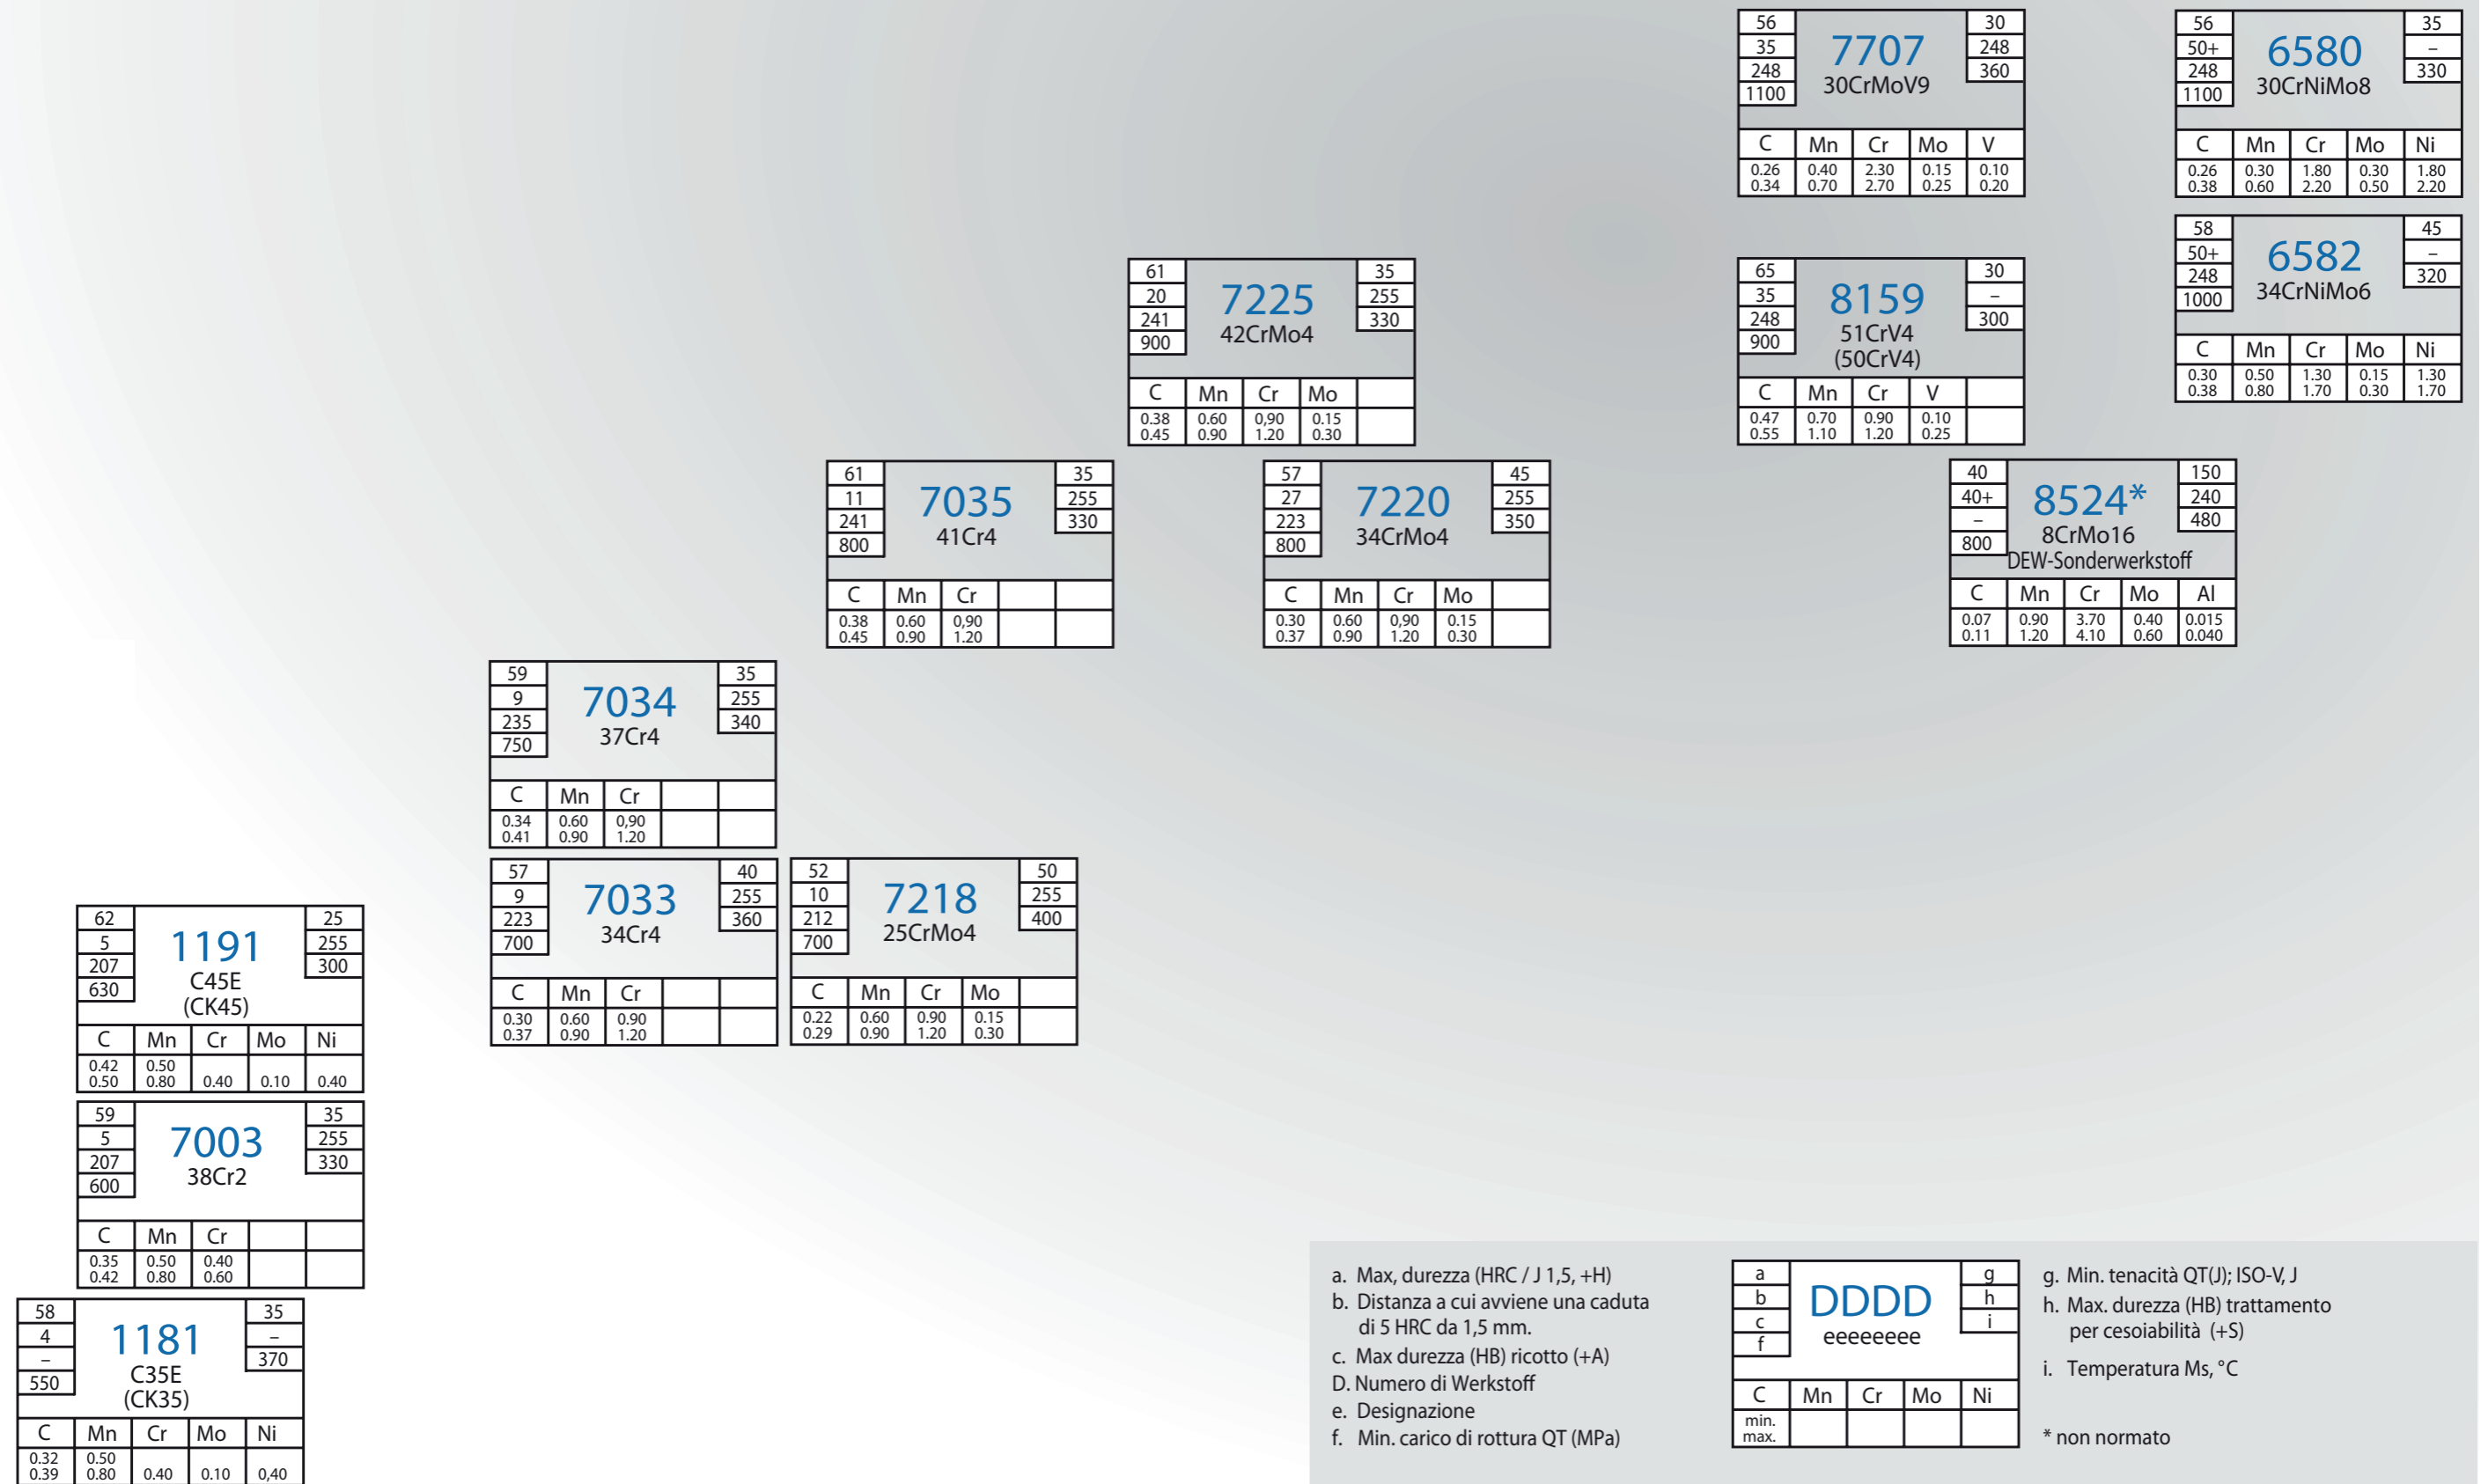 56
35
248
1100
7707
30CrMoV9
30
248
360
C Mn Cr Mo V
0.26 0.40 2.30 0.15 0.10
0.34 0.70 2.70 0.25 0.20
56
50+
248
1100
6580
30CrNiMo8
35
–
330
C Mn Cr Mo Ni
0.26 0.30 1.80 0.30 1.80
0.38 0.60 2.20 0.50 2.20
58
50+
248
1000
6582
34CrNiMo6
45
–
320
C Mn Cr Mo Ni
0.30 0.50 1.30 0.15 1.30
0.38 0.80 1.70 0.30 1.70
61
20
241
900
7225
42CrMo4
35
255
330
C Mn Cr Mo
0.38 0.60 0,90 0.15
0.45 0.90 1.20 0.30
65
35
248
900
8159
51CrV4
(50CrV4)
30
–
300
C Mn Cr V
0.47 0.70 0.90 0.10
0.55 1.10 1.20 0.25
61
11
241
800
7035
41Cr4
35
255
330
C Mn Cr
0.38 0.60 0,90
0.45 0.90 1.20
57
27
223
800
7220
34CrMo4
45
255
350
C Mn Cr Mo
0.30 0.60 0,90 0.15
0.37 0.90 1.20 0.30
40
40+
–
800
8524*
8CrMo16
DEW-Sonderwerkstoff
150
240
480
C Mn Cr Mo Al
0.07 0.90 3.70 0.40 0.015
0.11 1.20 4.10 0.60 0.040
59
9
235
750
7034
37Cr4
35
255
340
C Mn Cr
0.34 0.60 0,90
0.41 0.90 1.20
57
9
223
700
7033
34Cr4
40
255
360
C Mn Cr
0.30 0.60 0.90
0.37 0.90 1.20
52
10
212
700
7218
25CrMo4
50
255
400
C Mn Cr Mo
0.22 0.60 0.90 0.15
0.29 0.90 1.20 0.30
62
5
207
630
1191
C45E
(CK45)
25
255
300
C Mn Cr Mo Ni
0.42 0.50
0.50 0.80 0.40 0.10 0.40
59
5
207
600
7003
38Cr2
35
255
330
C Mn Cr
0.35 0.50 0.40
0.42 0.80 0.60
58
4
–
550
1181
C35E
(CK35)
35
–
370
C Mn Cr Mo Ni
0.32 0.50
0.39 0.80 0.40 0.10 0,40
a. Max, durezza (HRC / J 1,5, +H)
b. Distanza a cui avviene una caduta
di 5 HRC da 1,5 mm.
c. Max durezza (HB) ricotto (+A)
D. Numero di Werkstoff
e. Designazione
f. Min. carico di rottura QT (MPa)
a
b
c
f
DDDD
eeeeeeee
g
h
i
C Mn Cr Mo Ni
min.
max.
g. Min. tenacità QT(J); ISO-V, J
h. Max. durezza (HB) trattamento
per cesoiabilità (+S)
i. Temperatura Ms, °C
* non normato